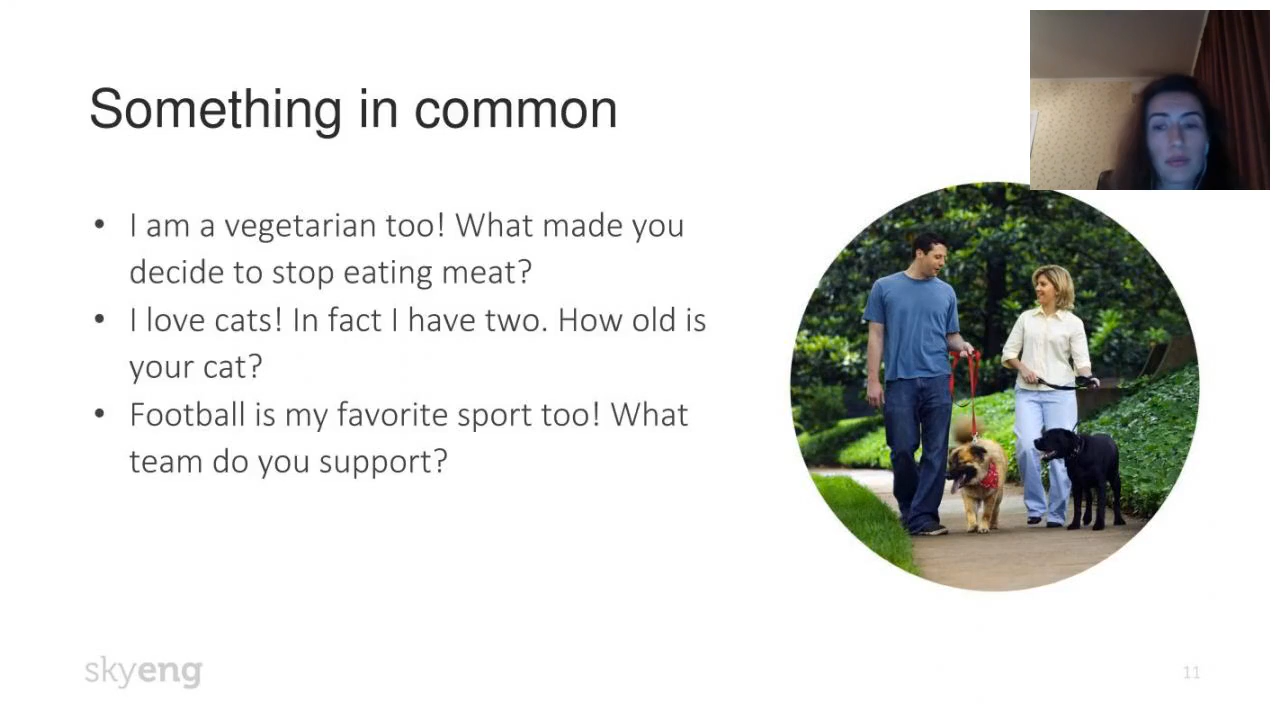 Something in common
• I am a vegetarian too! What made you
decide to stop eating meat?
• I love cats! In fact I have two. How old is
your cat?
• Football is my favorite sport too! What
team do you support?
skyeng
11